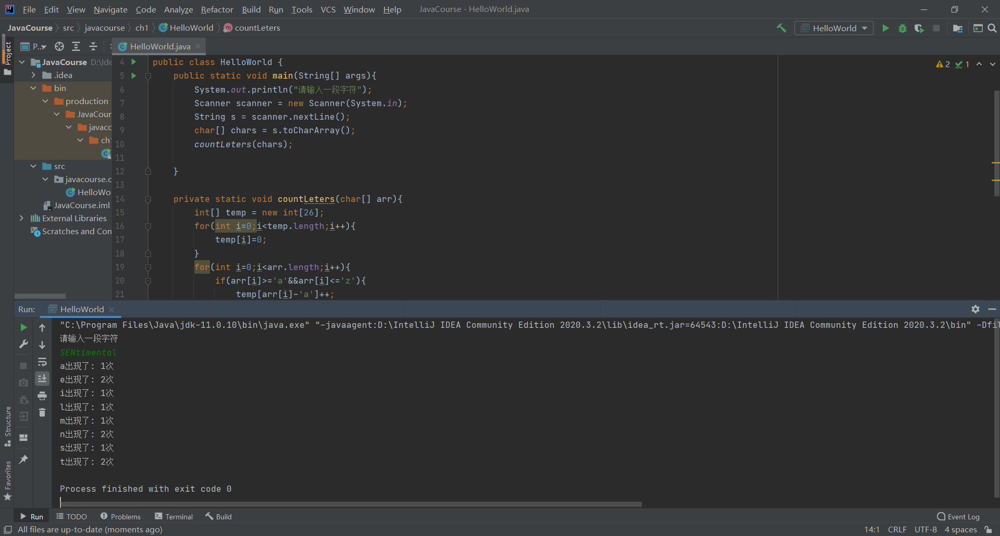 File Edit View Navigate Code Analyze Refactor Build Run Tools VCS Window Help JavaCourse - HelloWorld.java
JavaCourse src javacourse ch1 HelloWorld countLeters HelloWorld
Project
P... HelloWorld.java
JavaCourse D:\Ide
.idea
bin
production
JavaCour
javaco
ch1
src
javacourse.c
HelloWo
JavaCourse.iml
External Libraries
Scratches and Con
2 1
4 public class HelloWorld {
5 public static void main(String[] args){
6 System.out.println("请输入一段字符");
7 Scanner scanner = new Scanner(System.in);
8 String s = scanner.nextLine();
9 char[] chars = s.toCharArray();
10 countLeters(chars);
11
12 }
13
14 private static void countLeters(char[] arr){
15 int[] temp = new int[26];
16 for(int i=0;i<temp.length;i++){
17 temp[i]=0;
18 }
19 for(int i=0;i<arr.length;i++){
20 if(arr[i]>='a'&&arr[i]<='z'){
21 temp[arr[i]-'a']++;
Run: HelloWorld
"C:\Program Files\Java\jdk-11.0.10\bin\java.exe" "-javaagent:D:\IntelliJ IDEA Community Edition 2020.3.2\lib\idea_rt.jar=64543:D:\IntelliJ IDEA Community Edition 2020.3.2\bin" -Dfil
请输入一段字符
SENtimental
a出现了: 1次
e出现了: 2次
i出现了: 1次
l出现了: 1次
m出现了: 1次
n出现了: 2次
s出现了: 1次
t出现了: 2次
Process finished with exit code 0
Structure
Favorites
Run TODO Problems Terminal Build Event Log
All files are up-to-date (moments ago) 14:1 CRLF UTF-8 4 spaces